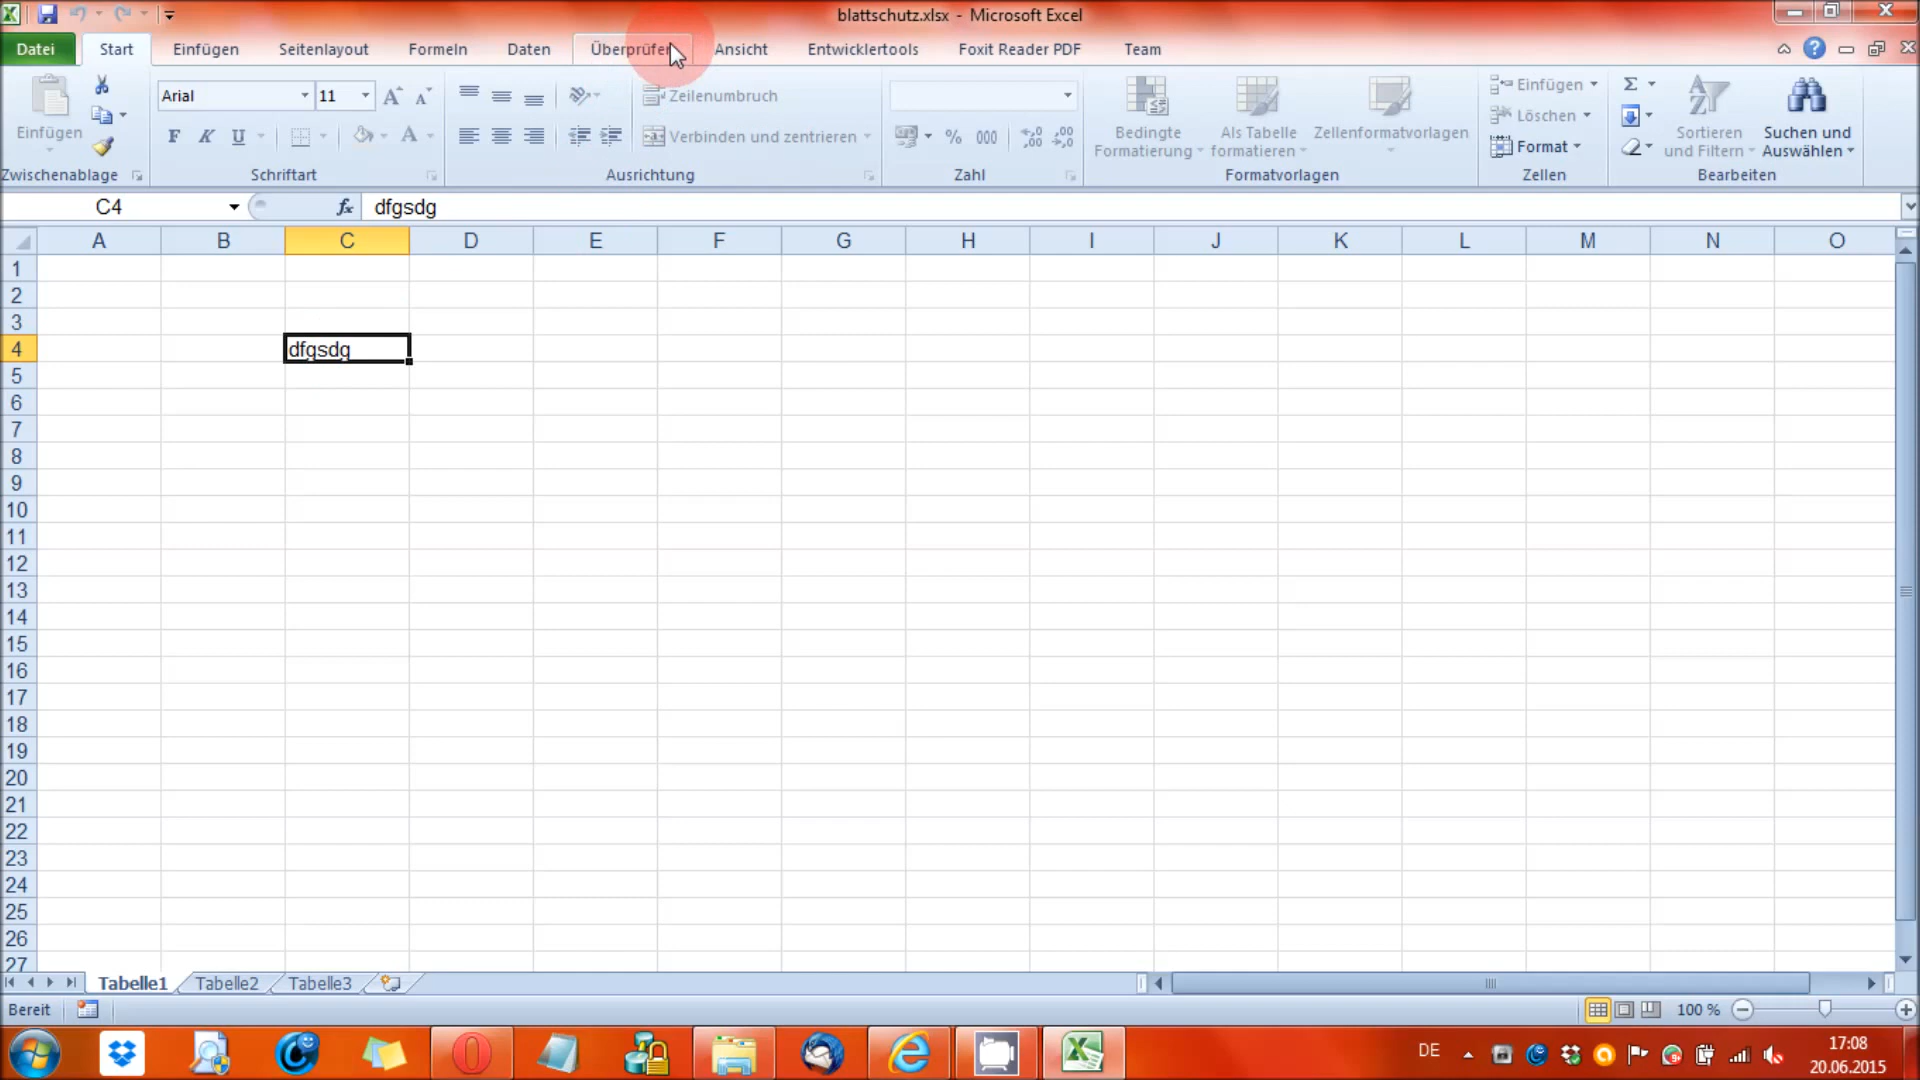 blattschutz.xlsx - Microsoft Excel
Datei Start Einfügen Seitenlayout Formeln Daten Überprüfen Ansicht Entwicklertools Foxit Reader PDF Team
Einfügen
Zwischenablage
Arial 11
F K U
Schriftart
Zeilenumbruch
Verbinden und zentrieren
Ausrichtung
% 000
Zahl
Bedingte Formatierung
Als Tabelle formatieren
Zellenformatvorlagen
Formatvorlagen
Einfügen
Löschen
Format
Zellen
Σ
Sortieren und Filtern
Suchen und Auswählen
Bearbeiten
C4 fx dfgsdg
A B C D E F G H I J K L M N O
1
2
3
4 dfgsdg
5
6
7
8
9
10
11
12
13
14
15
16
17
18
19
20
21
22
23
24
25
26
27
Tabelle1 Tabelle2 Tabelle3
Bereit 100 %
DE 17:08
20.06.2015